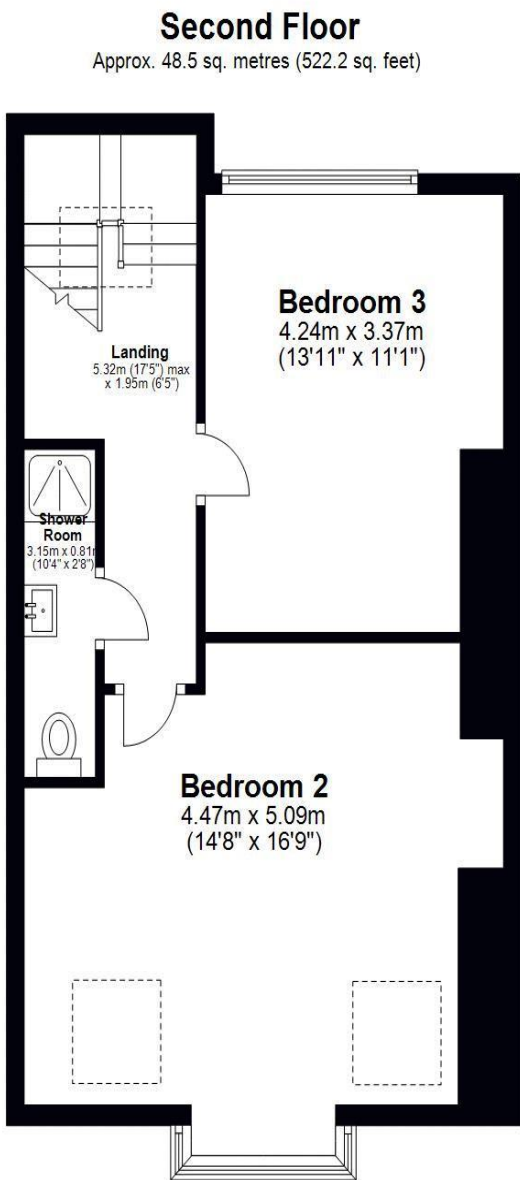 Second Floor
Approx. 48.5 sq. metres (522.2 sq. feet)
Bedroom 3
4.24m x 3.37m
(13'11" x 11'1")
Landing
5.32m (17'5") max
x 1.95m (6'5")
Shower
Room
3.15m x 0.81m
(10'4" x 2'8")
Bedroom 2
4.47m x 5.09m
(14'8" x 16'9")